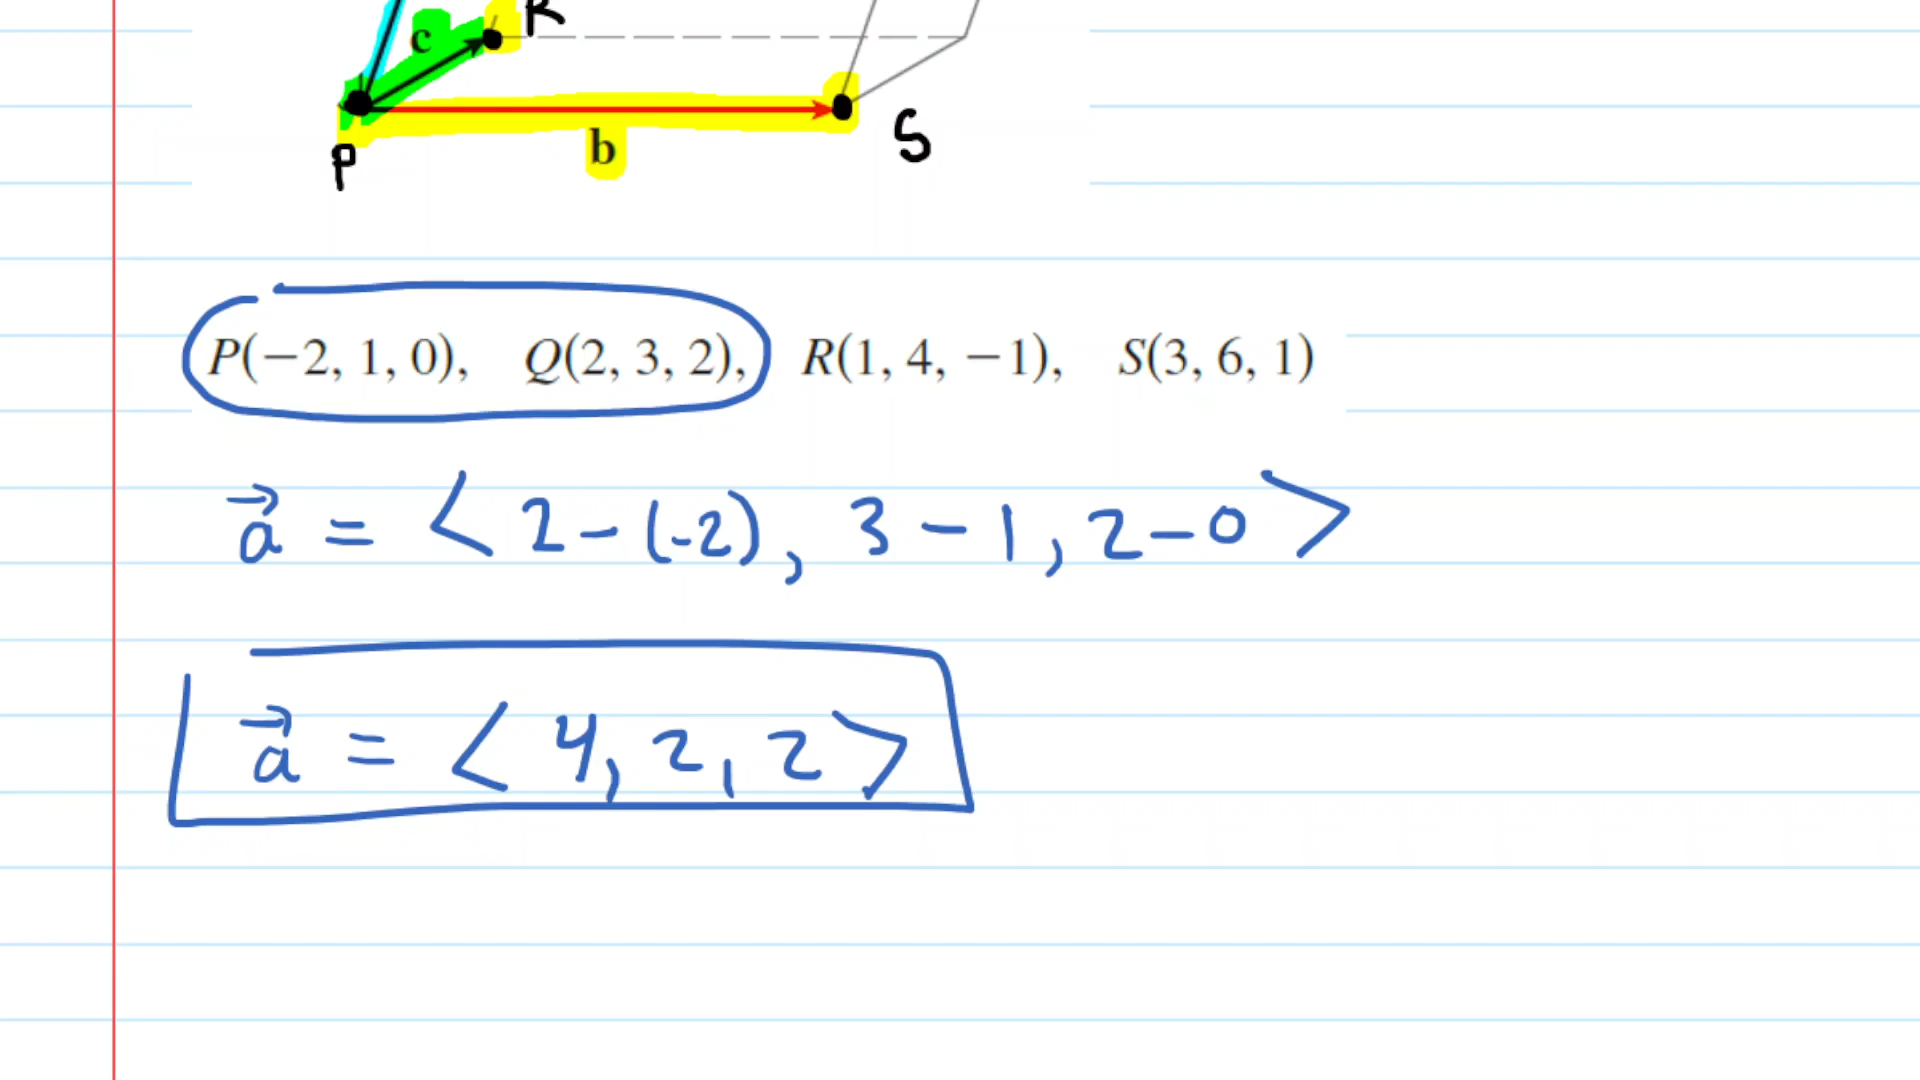 R
c
b
S
P
P(−2, 1, 0), Q(2, 3, 2), R(1, 4, −1), S(3, 6, 1)
a⃗ = < 2 − (-2), 3 − 1, 2 − 0 >
a⃗ = < 4, 2, 2 >